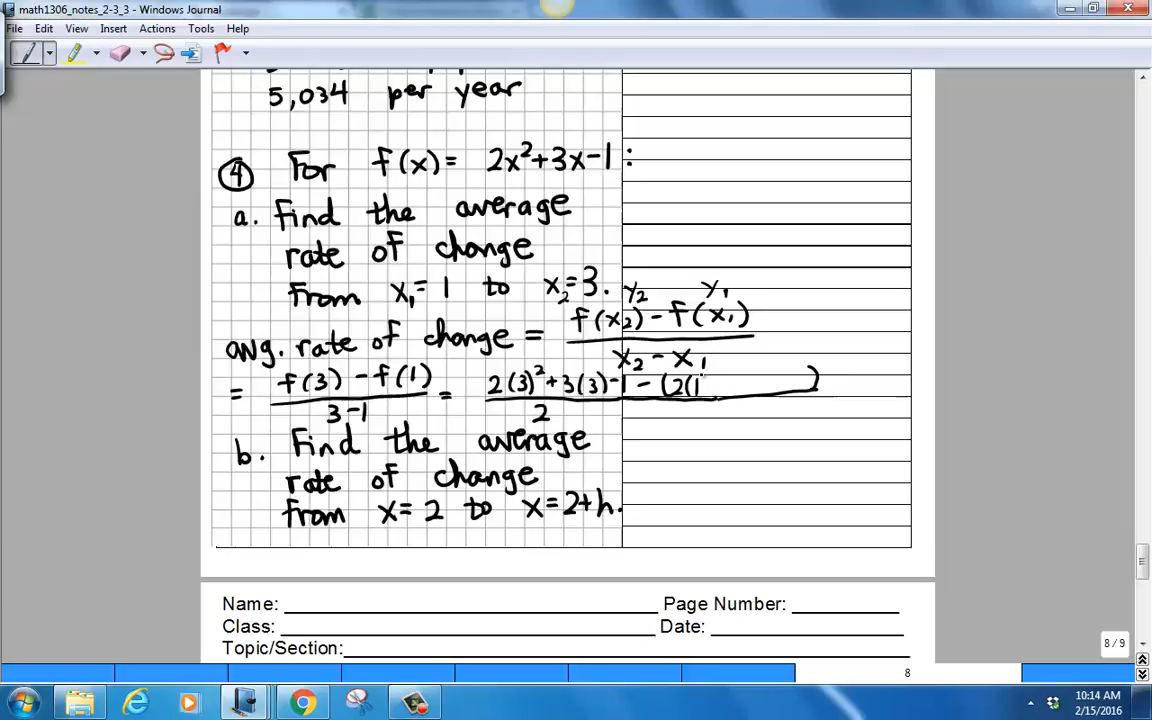 math1306_notes_2-3_3 - Windows Journal
File Edit View Insert Actions Tools Help
5,034 per year
4 For f(x) = 2x²+3x-1 :
a. Find the average
rate of change
from x₁ = 1 to x₂ = 3.
y₂ y₁
avg. rate of change = f(x₂) - f(x₁)
x₂ - x₁
= f(3) - f(1) = 2(3)²+3(3)-1 - (2(1 )
3-1 2
b. Find the average
rate of change
from x = 2 to x = 2+h.
Name: Page Number:
Class: Date:
Topic/Section:
8/9
8
10:14 AM
2/15/2016